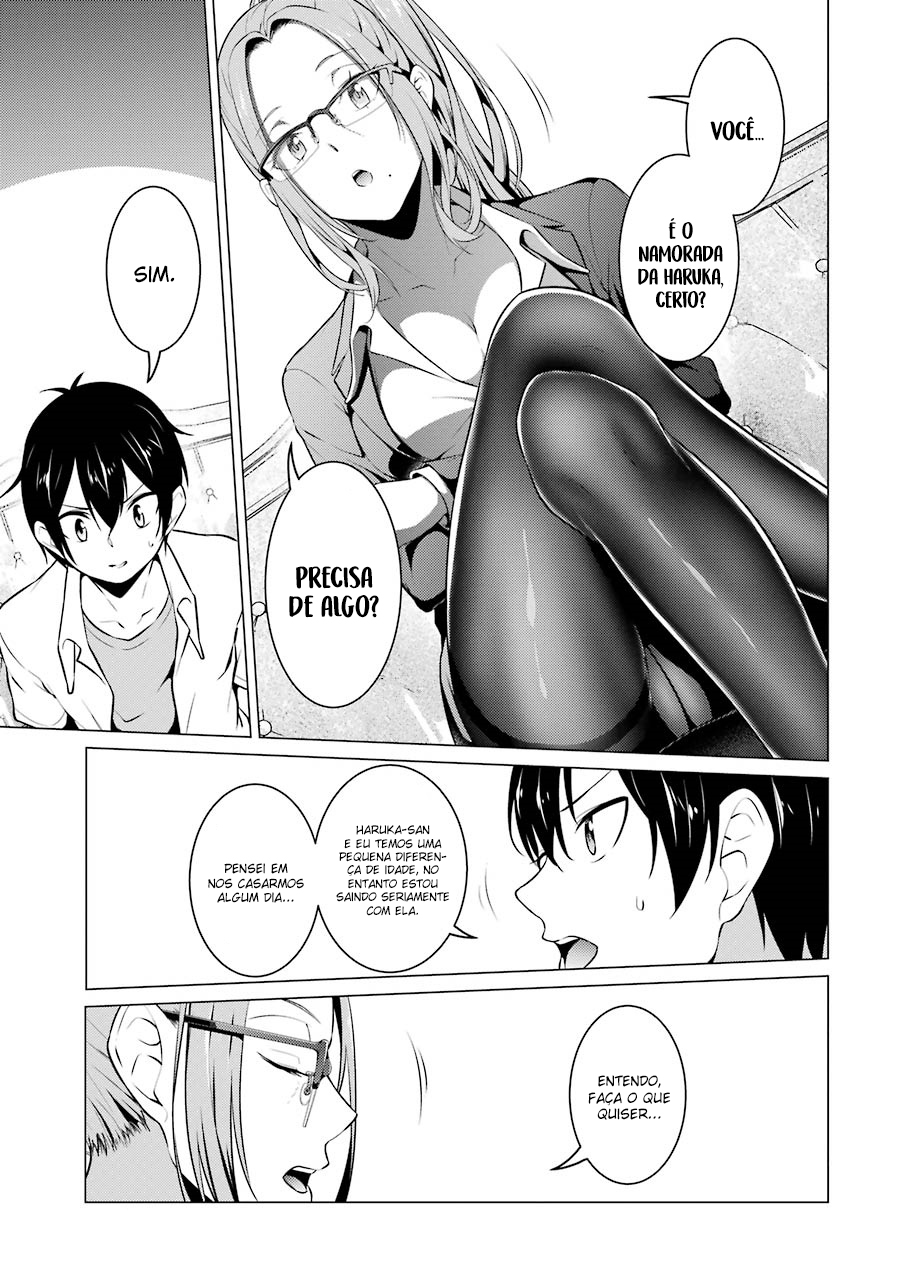 VOCÊ...
É O
NAMORADA
DA HARUKA,
CERTO?
PRECISA
DE ALGO?
SIM.
HARUKA-SAN
E EU TEMOS UMA
PEQUENA DIFEREN-
ÇA DE IDADE, NO
ENTANTO ESTOU
SAINDO SERIAMENTE
COM ELA.
PENSEI EM
NOS CASARMOS
ALGUM DIA...
ENTENDO,
FAÇA O QUE
QUISER...